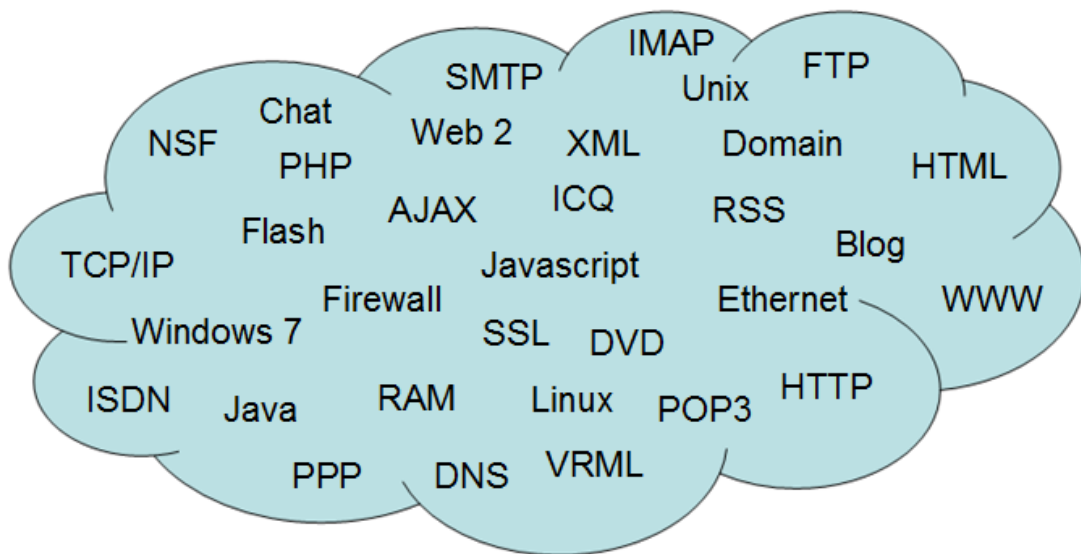 IMAP
SMTP
FTP
Unix
Chat
Web 2
NSF
XML
Domain
PHP
HTML
AJAX
ICQ
RSS
Flash
Blog
TCP/IP
Javascript
Firewall
Ethernet
WWW
Windows 7
SSL
DVD
ISDN
Java
RAM
Linux
POP3
HTTP
PPP
DNS
VRML